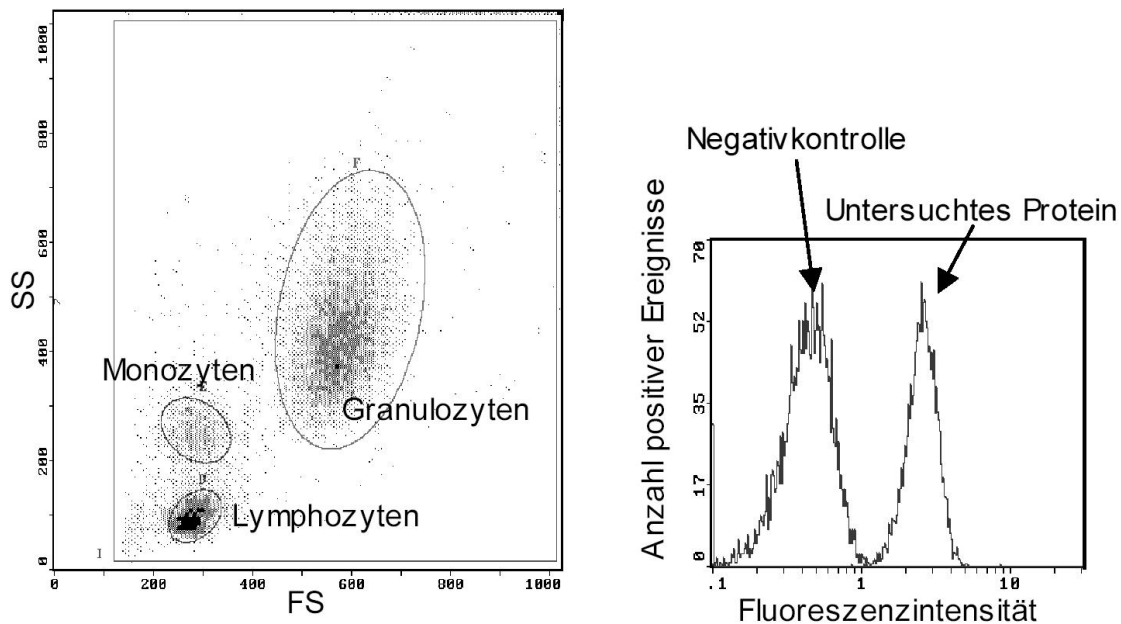 1000
800
600
400
200
0
SS
F
Monozyten
E
Granulozyten
D
Lymphozyten
I
0 200 400 600 800 1000
FS
Negativkontrolle
Untersuchtes Protein
Anzahl positiver Ereignisse
70
52
35
17
0
.1 1 10
Fluoreszenzintensität